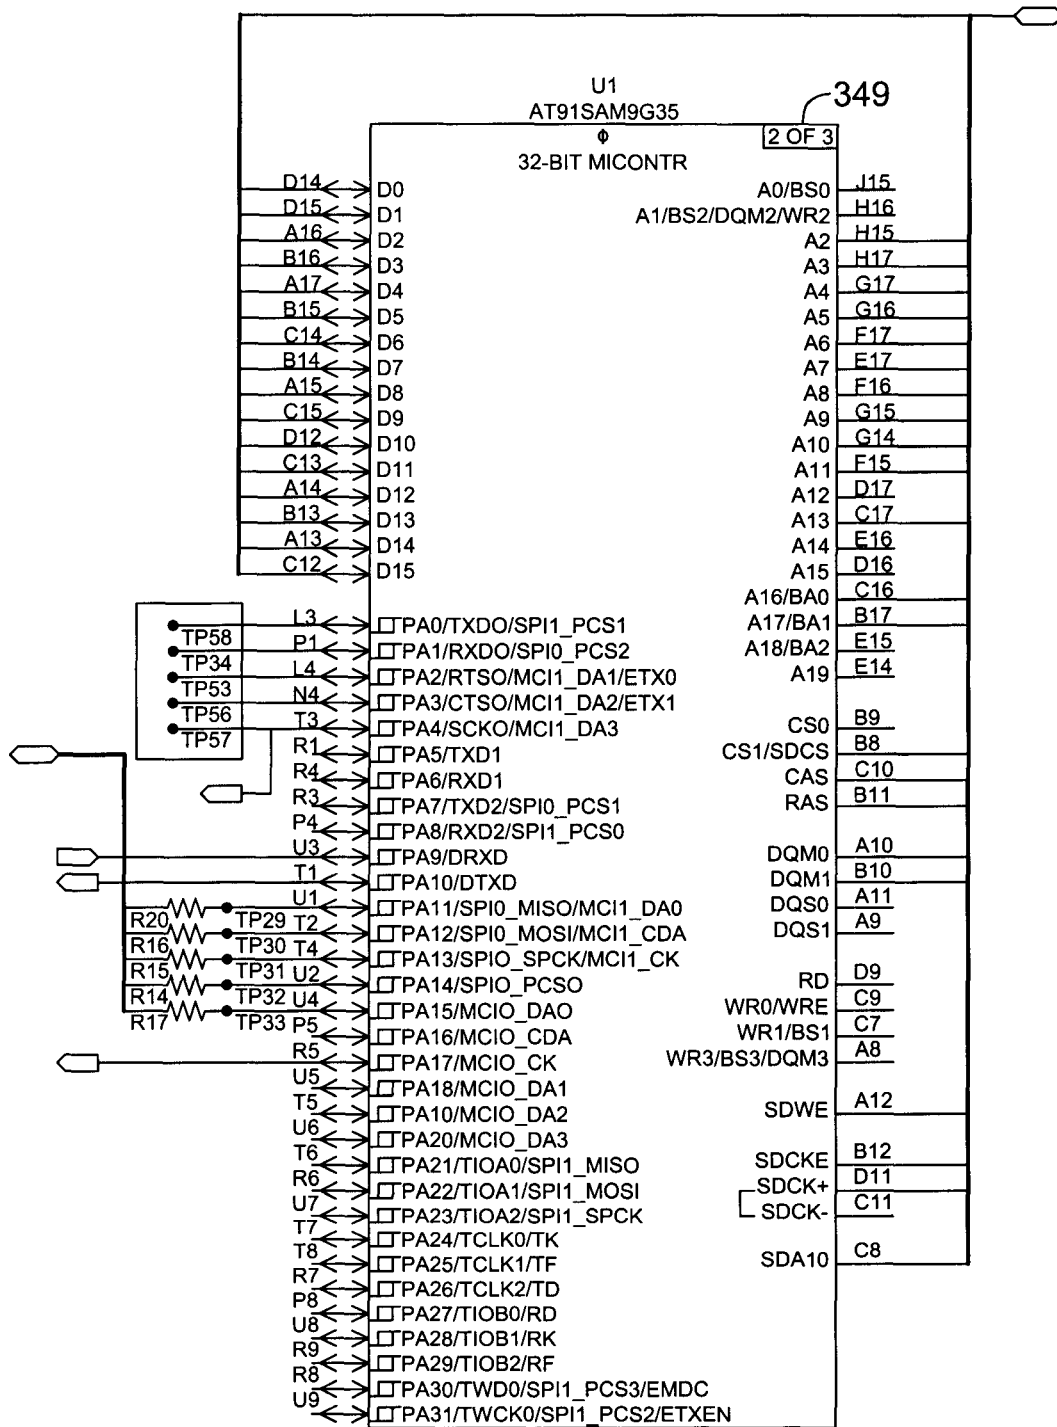 U1
AT91SAM9G35
349
2 OF 3
Φ
32-BIT MICONTR
D14 D0
D15 D1
A16 D2
B16 D3
A17 D4
B15 D5
C14 D6
B14 D7
A15 D8
C15 D9
D12 D10
C13 D11
A14 D12
B13 D13
A13 D14
C12 D15
TP58 L3 PA0/TXDO/SPI1_PCS1
TP34 P1 PA1/RXDO/SPI0_PCS2
TP53 L4 PA2/RTSO/MCI1_DA1/ETX0
TP56 N4 PA3/CTSO/MCI1_DA2/ETX1
TP57 T3 PA4/SCKO/MCI1_DA3
R1 PA5/TXD1
R4 PA6/RXD1
R3 PA7/TXD2/SPI0_PCS1
P4 PA8/RXD2/SPI1_PCS0
U3 PA9/DRXD
T1 PA10/DTXD
R20 TP29 U1 PA11/SPI0_MISO/MCI1_DA0
R16 TP30 T2 PA12/SPI0_MOSI/MCI1_CDA
R15 TP31 T4 PA13/SPIO_SPCK/MCI1_CK
R14 TP32 U2 PA14/SPIO_PCSO
R17 TP33 U4 PA15/MCIO_DAO
P5 PA16/MCIO_CDA
R5 PA17/MCIO_CK
U5 PA18/MCIO_DA1
T5 PA10/MCIO_DA2
U6 PA20/MCIO_DA3
T6 PA21/TIOA0/SPI1_MISO
R6 PA22/TIOA1/SPI1_MOSI
U7 PA23/TIOA2/SPI1_SPCK
T7 PA24/TCLK0/TK
T8 PA25/TCLK1/TF
R7 PA26/TCLK2/TD
P8 PA27/TIOB0/RD
U8 PA28/TIOB1/RK
R9 PA29/TIOB2/RF
R8 PA30/TWD0/SPI1_PCS3/EMDC
U9 PA31/TWCK0/SPI1_PCS2/ETXEN
A0/BS0 J15
A1/BS2/DQM2/WR2 H16
A2 H15
A3 H17
A4 G17
A5 G16
A6 F17
A7 E17
A8 F16
A9 G15
A10 G14
A11 F15
A12 D17
A13 C17
A14 E16
A15 D16
A16/BA0 C16
A17/BA1 B17
A18/BA2 E15
A19 E14
CS0 B9
CS1/SDCS B8
CAS C10
RAS B11
DQM0 A10
DQM1 B10
DQS0 A11
DQS1 A9
RD D9
WR0/WRE C9
WR1/BS1 C7
WR3/BS3/DQM3 A8
SDWE A12
SDCKE B12
SDCK+ D11
SDCK- C11
SDA10 C8